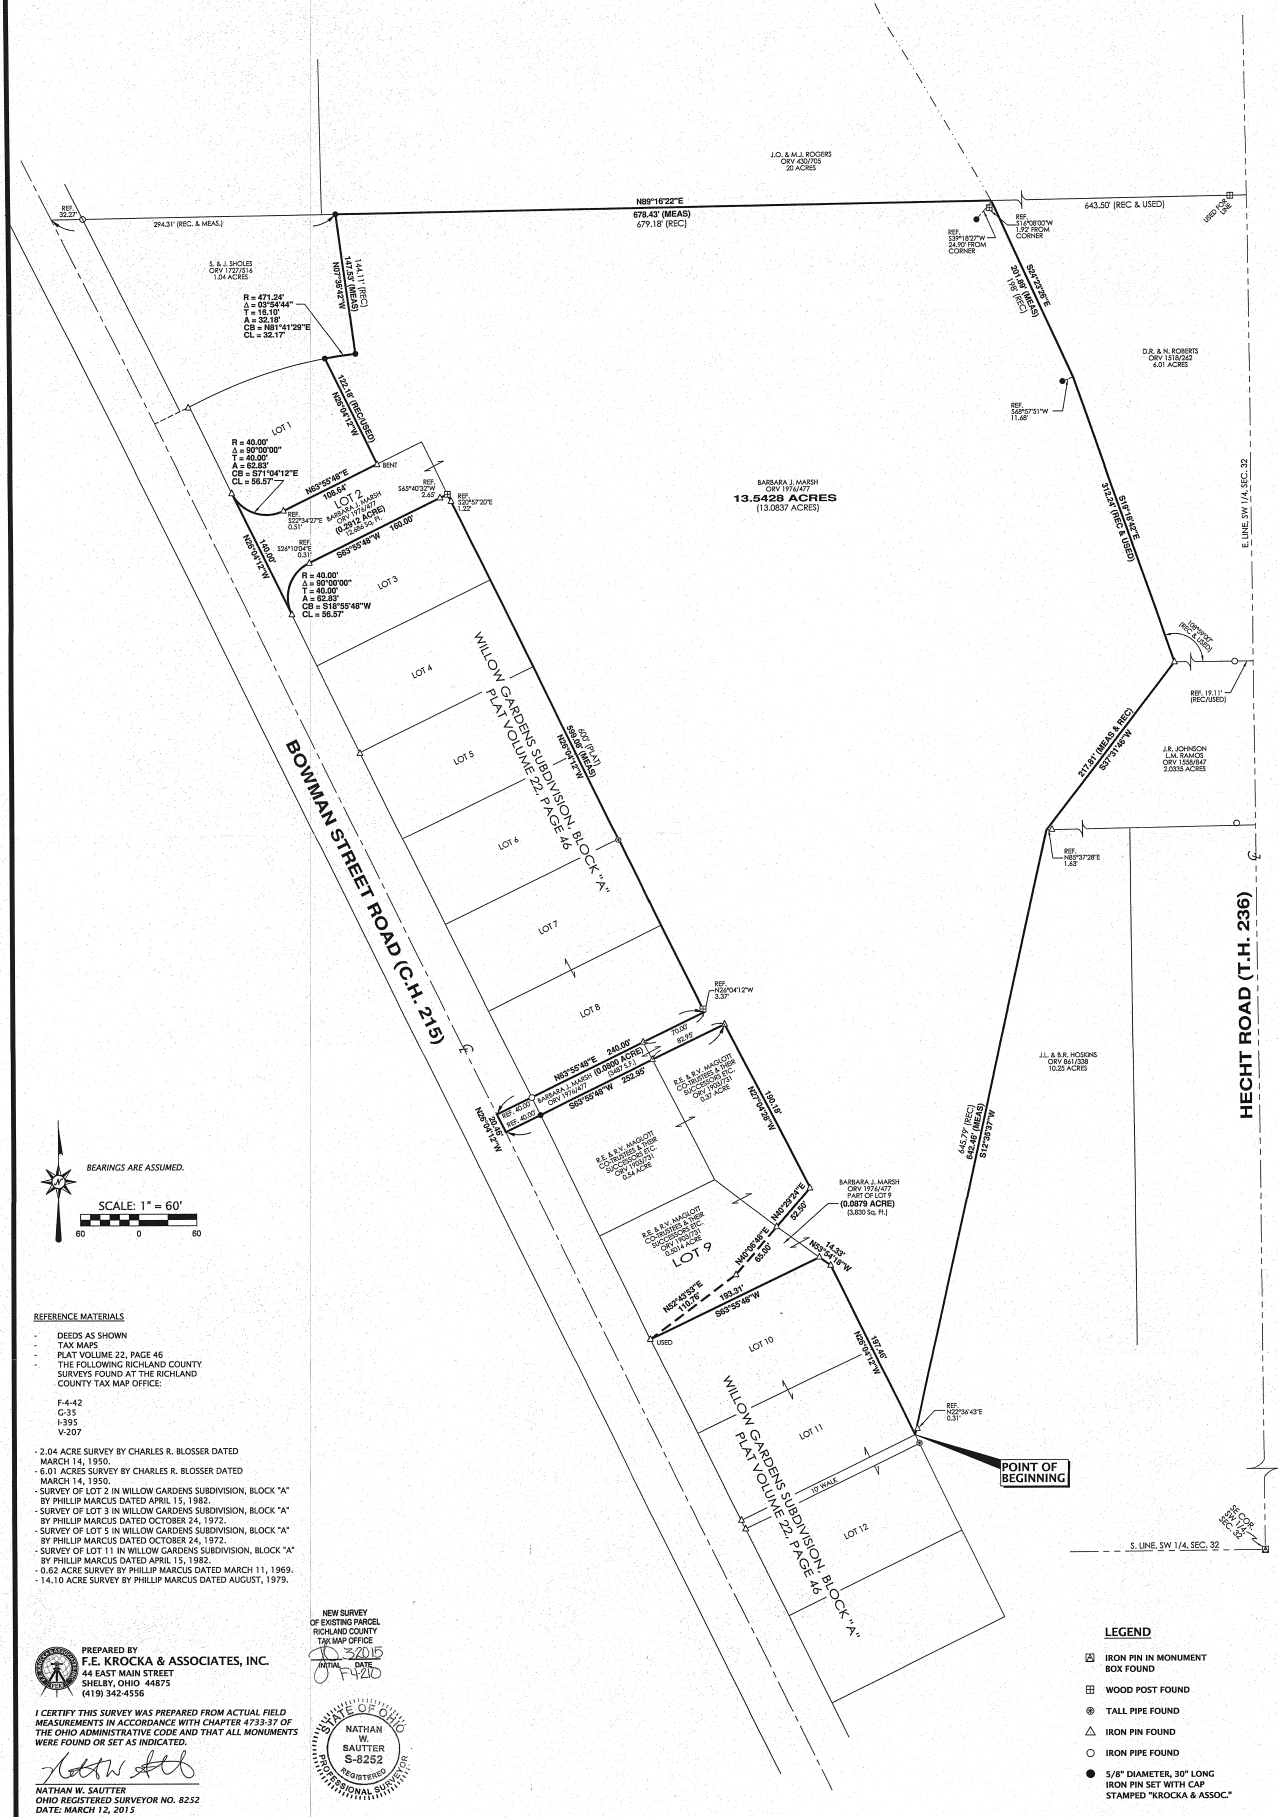 J.O. & M.J. ROGERS
ORV 430/705
20 ACRES
REF.
32.27'
294.31' (REC. & MEAS.)
N89°16'22"E
678.43' (MEAS)
679.18' (REC)
643.50' (REC & USED)
USED FOR
LINE
REF.
S16°08'00"W
1.92' FROM
CORNER
REF.
S39°18'27"W
24.90' FROM
CORNER
S. & J. SHOLES
ORV 1727/516
1.04 ACRES
144.11' (REC)
147.53' (MEAS)
N07°36'42"W
R = 471.24'
Δ = 03°54'44"
T = 16.10'
A = 32.18'
CB = N81°41'29"E
CL = 32.17'
S24°23'26"E
201.89' (MEAS)
(198' (REC)
D.R. & N. ROBERTS
ORV 1518/262
6.01 ACRES
REF.
S68°57'51"W
11.68'
122.18' (REC/USED)
N26°04'12"W
LOT 1
BENT
R = 40.00'
Δ = 90°00'00"
T = 40.00'
A = 62.83'
CB = S71°04'12"E
CL = 56.57'
N63°55'48"E
108.64'
LOT 2
BARBARA J. MARSH
ORV 1976/477
(0.2912 ACRE)
12,686 Sq. Ft.
REF.
S65°40'32"W
2.65'
REF.
S20°57'20"E
1.22'
REF.
S22°34'27"E
0.51'
REF.
S26°10'04"E
0.31'
S63°55'48"W 160.00'
140.00'
N26°04'12"W
R = 40.00'
Δ = 90°00'00"
T = 40.00'
A = 62.83'
CB = S18°55'48"W
CL = 56.57'
BARBARA J. MARSH
ORV 1976/477
13.5428 ACRES
(13.0837 ACRES)
E. LINE, SW 1/4, SEC. 32
S19°18'42"E
312.24' (REC & USED)
LOT 3
108°59'00"
(REC & USED)
REF. 19.11'
(REC/USED)
LOT 4
WILLOW GARDENS SUBDIVISION, BLOCK "A"
PLAT VOLUME 22, PAGE 46
600' (PLAT)
599.08' (MEAS)
N26°04'12"W
217.81' (MEAS & REC)
S37°31'46"W
J.R. JOHNSON
L.M. RAMOS
ORV 1558/847
2.0335 ACRES
BOWMAN STREET ROAD (C.H. 215)
LOT 5
LOT 6
REF.
N85°37'28"E
1.63'
HECHT ROAD (T.H. 236)
LOT 7
LOT 8
REF.
N26°04'12"W
3.37'
N63°55'48"E 240.00'
70.00'
REF. 40.00'
BARBARA J. MARSH (0.0800 ACRE)
ORV 1976/477
REF. 40.00'
S63°55'48"W 252.95'
82.95'
20.46'
N26°04'12"W
J.L. & B.R. HOSKINS
ORV 861/338
10.25 ACRES
R.E. & R.V. MAGLOTT
CO-TRUSTEES & THEIR
SUCCESSORS ETC.
ORV 1903/731
0.37 ACRE
190.18'
N27°04'28"W
645.79' (REC)
642.46' (MEAS)
S12°35'37"W
R.E. & R.V. MAGLOTT
CO-TRUSTEES & THEIR
SUCCESSORS ETC.
ORV 1903/731
0.54 ACRE
BARBARA J. MARSH
ORV 1976/477
PART OF LOT 9
(0.0879 ACRE)
(3,830 Sq. Ft.)
R.E. & R.V. MAGLOTT
CO-TRUSTEES & THEIR
SUCCESSORS ETC.
ORV 1903/731
0.5014 ACRE
LOT 9
N40°29'24"E
52.50'
N40°06'48"E
65.00'
14.33'
N53°54'16"W
N52°43'53"E
110.76'
193.31'
S63°55'48"W
USED
BEARINGS ARE ASSUMED.
N
SCALE: 1" = 60'
60 0 60
LOT 10
197.46'
N26°04'12"W
REF.
N22°36'43"E
0.31'
LOT 11
POINT OF
BEGINNING
10' WALK
WILLOW GARDENS SUBDIVISION, BLOCK "A"
PLAT VOLUME 22, PAGE 46
LOT 12
SE COR.
SW 1/4,
SEC. 32
S. LINE, SW 1/4, SEC. 32
REFERENCE MATERIALS
- DEEDS AS SHOWN
- TAX MAPS
- PLAT VOLUME 22, PAGE 46
- THE FOLLOWING RICHLAND COUNTY
SURVEYS FOUND AT THE RICHLAND
COUNTY TAX MAP OFFICE:
F-4-42
G-35
I-395
V-207
- 2.04 ACRE SURVEY BY CHARLES R. BLOSSER DATED
MARCH 14, 1950.
- 6.01 ACRES SURVEY BY CHARLES R. BLOSSER DATED
MARCH 14, 1950.
- SURVEY OF LOT 2 IN WILLOW GARDENS SUBDIVISION, BLOCK "A"
BY PHILLIP MARCUS DATED APRIL 15, 1982.
- SURVEY OF LOT 3 IN WILLOW GARDENS SUBDIVISION, BLOCK "A"
BY PHILLIP MARCUS DATED OCTOBER 24, 1972.
- SURVEY OF LOT 5 IN WILLOW GARDENS SUBDIVISION, BLOCK "A"
BY PHILLIP MARCUS DATED OCTOBER 24, 1972.
- SURVEY OF LOT 11 IN WILLOW GARDENS SUBDIVISION, BLOCK "A"
BY PHILLIP MARCUS DATED APRIL 15, 1982.
- 0.62 ACRE SURVEY BY PHILLIP MARCUS DATED MARCH 11, 1969.
- 14.10 ACRE SURVEY BY PHILLIP MARCUS DATED AUGUST, 1979.
NEW SURVEY
OF EXISTING PARCEL
RICHLAND COUNTY
TAX MAP OFFICE
INITIAL DATE
PREPARED BY
F.E. KROCKA & ASSOCIATES, INC.
44 EAST MAIN STREET
SHELBY, OHIO 44875
(419) 342-4556
I CERTIFY THIS SURVEY WAS PREPARED FROM ACTUAL FIELD
MEASUREMENTS IN ACCORDANCE WITH CHAPTER 4733-37 OF
THE OHIO ADMINISTRATIVE CODE AND THAT ALL MONUMENTS
WERE FOUND OR SET AS INDICATED.
NATHAN W. SAUTTER
OHIO REGISTERED SURVEYOR NO. 8252
DATE: MARCH 12, 2015
STATE OF OHIO
NATHAN
W.
SAUTTER
S-8252
REGISTERED
PROFESSIONAL SURVEYOR
LEGEND
IRON PIN IN MONUMENT
BOX FOUND
WOOD POST FOUND
TALL PIPE FOUND
IRON PIN FOUND
IRON PIPE FOUND
5/8" DIAMETER, 30" LONG
IRON PIN SET WITH CAP
STAMPED "KROCKA & ASSOC."